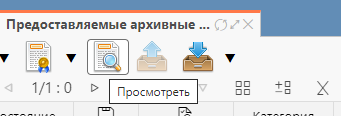 Предоставляемые архивные ...
1/1 : 0
Просмотреть
Категория